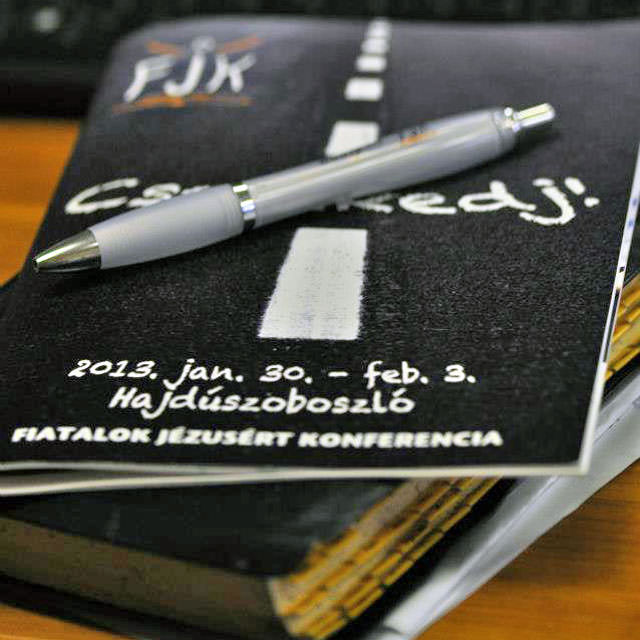 FJK
2013. jan. 30. - feb. 3.
Hajdúszoboszló
FIATALOK JÉZUSÉRT KONFERENCIA